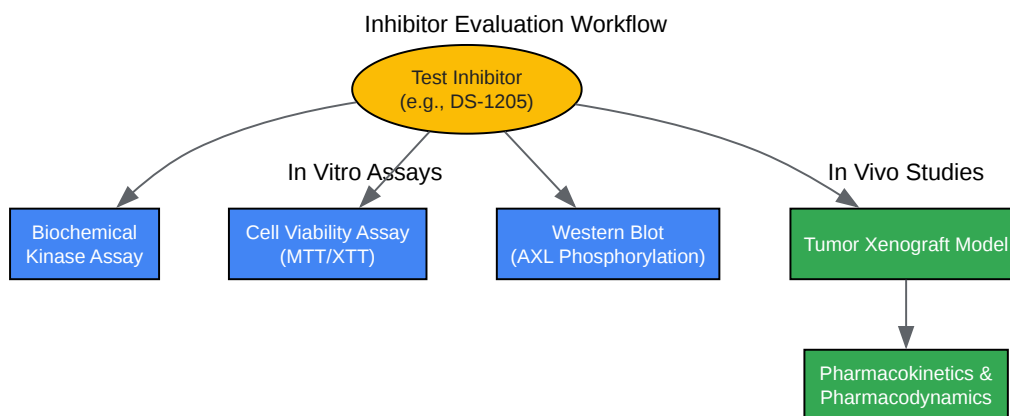 Inhibitor Evaluation Workflow
Test Inhibitor
(e.g., DS-1205)
In Vitro Assays
In Vivo Studies
Biochemical
Kinase Assay
Cell Viability Assay
(MTT/XTT)
Western Blot
(AXL Phosphorylation)
Tumor Xenograft Model
Pharmacokinetics &
Pharmacodynamics